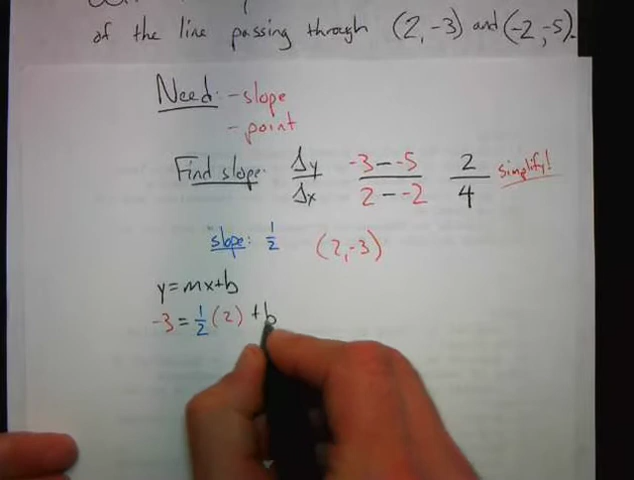 of the line passing through (2,-3) and (-2,-5).
Need: - slope
- point
Find slope: Δy/Δx -3 - -5/2 - -2 2/4 simplify!
slope: 1/2 (2,-3)
y=mx+b
-3 = 1/2 (2) + b